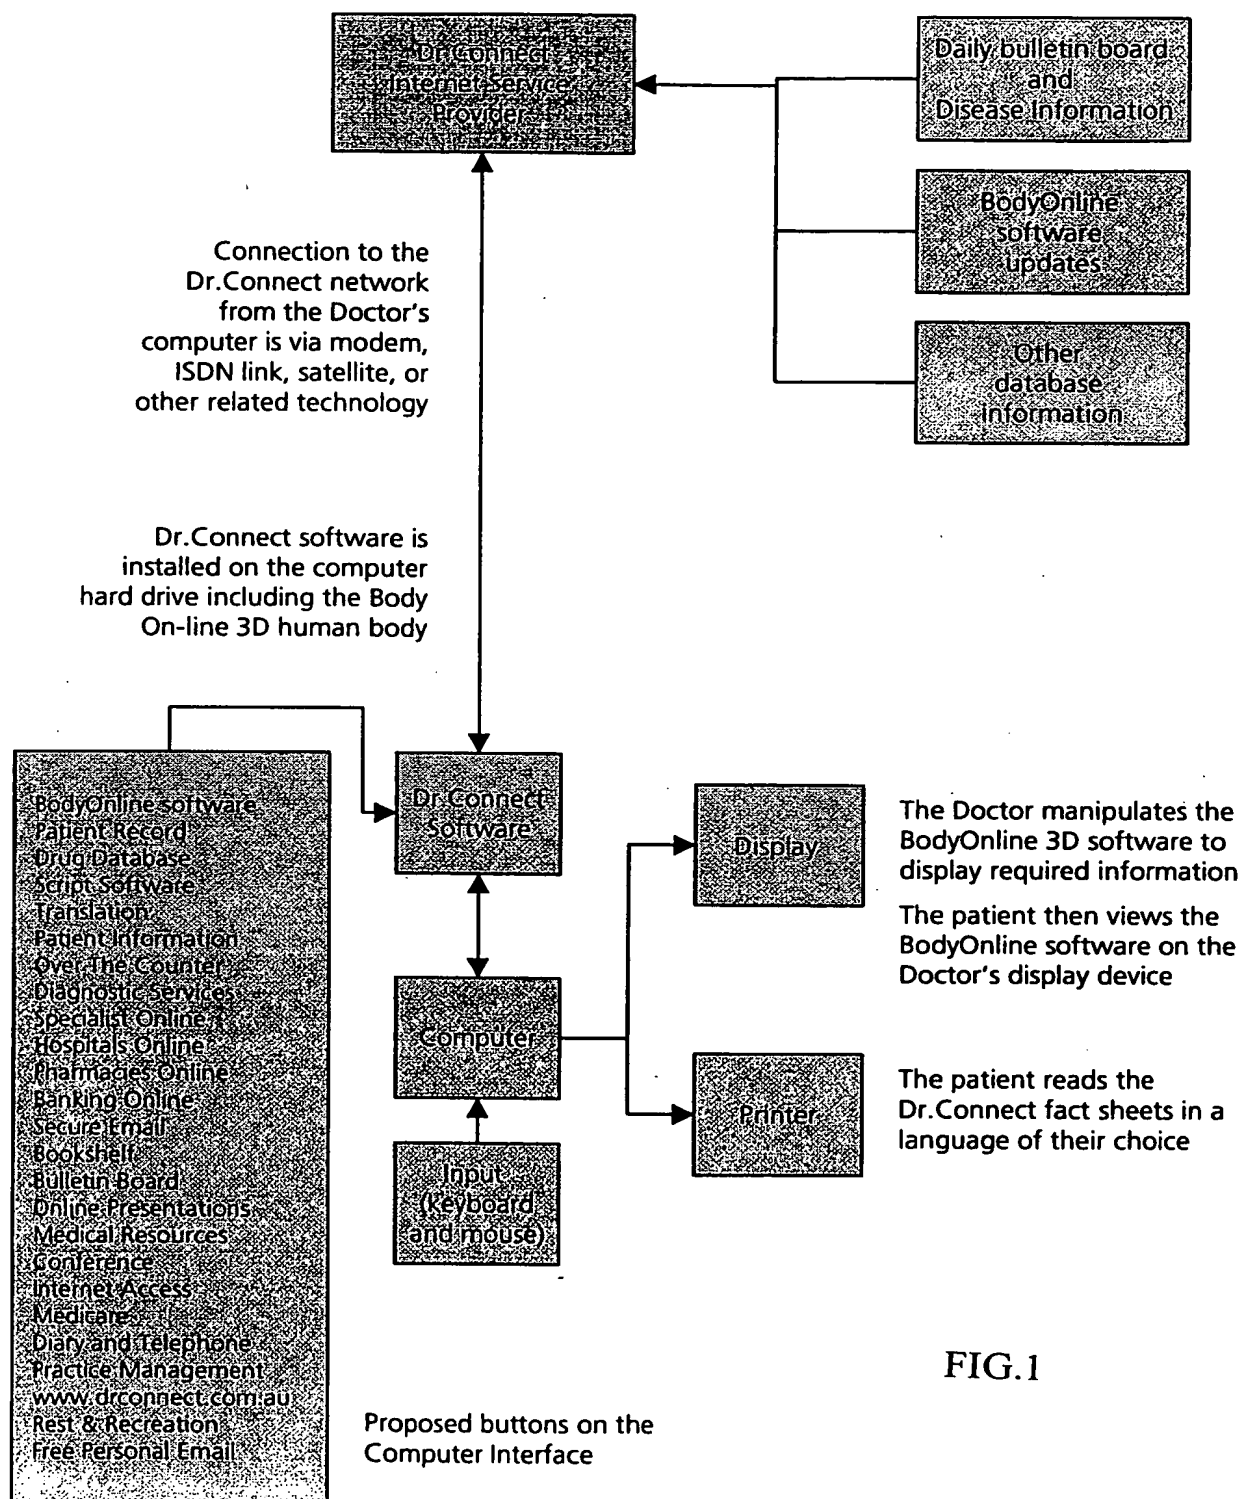 Dr.Connect
Internet Service
Provider
Daily bulletin board
and
Disease Information
BodyOnline
software
updates
Other
database
information
Connection to the
Dr.Connect network
from the Doctor's
computer is via modem,
ISDN link, satellite, or
other related technology
Dr.Connect software is
installed on the computer
hard drive including the Body
On-line 3D human body
BodyOnline software
Patient Record
Drug Database
Script Software
Translation
Patient Information
Over The Counter
Diagnostic Services
Specialist Online
Hospitals Online
Pharmacies Online
Banking Online
Secure Email
Bookshelf
Bulletin Board
Online Presentations
Medical Resources
Conference
Internet Access
Medicare
Diary and Telephone
Practice Management
www.drconnect.com.au
Rest & Recreation
Free Personal Email
Dr.Connect
Software
Computer
Input
(keyboard
and mouse)
Display
Printer
The Doctor manipulates the
BodyOnline 3D software to
display required information
The patient then views the
BodyOnline software on the
Doctor's display device
The patient reads the
Dr.Connect fact sheets in a
language of their choice
Proposed buttons on the
Computer Interface
FIG.1